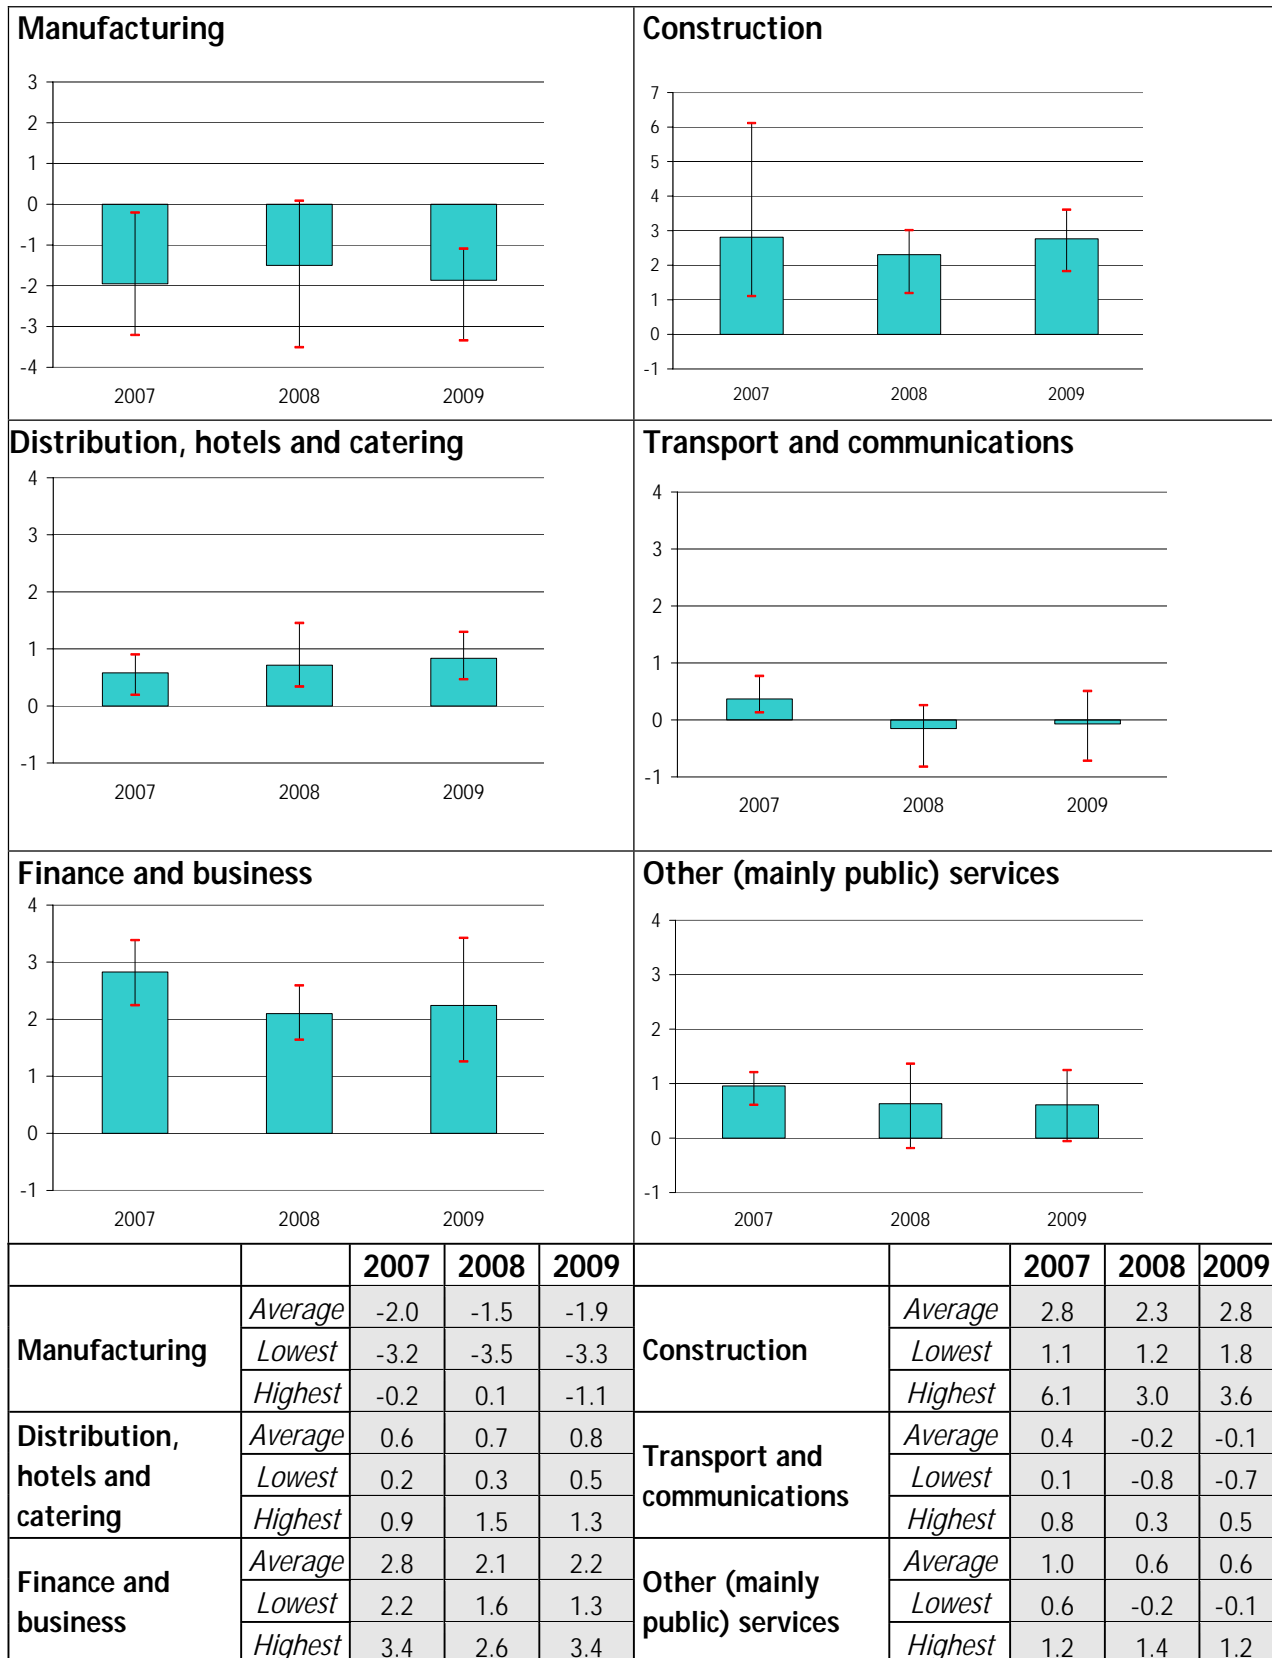 Manufacturing
3
2
1
0
-1
-2
-3
-4
2007 2008 2009
Construction
7
6
5
4
3
2
1
0
-1
2007 2008 2009
Distribution, hotels and catering
4
3
2
1
0
-1
2007 2008 2009
Transport and communications
4
3
2
1
0
-1
2007 2008 2009
Finance and business
4
3
2
1
0
-1
2007 2008 2009
Other (mainly public) services
4
3
2
1
0
-1
2007 2008 2009
2007 2008 2009
Manufacturing
Average -2.0 -1.5 -1.9
Lowest -3.2 -3.5 -3.3
Highest -0.2 0.1 -1.1
Distribution,
hotels and
catering
Average 0.6 0.7 0.8
Lowest 0.2 0.3 0.5
Highest 0.9 1.5 1.3
Finance and
business
Average 2.8 2.1 2.2
Lowest 2.2 1.6 1.3
Highest 3.4 2.6 3.4
2007 2008 2009
Construction
Average 2.8 2.3 2.8
Lowest 1.1 1.2 1.8
Highest 6.1 3.0 3.6
Transport and
communications
Average 0.4 -0.2 -0.1
Lowest 0.1 -0.8 -0.7
Highest 0.8 0.3 0.5
Other (mainly
public) services
Average 1.0 0.6 0.6
Lowest 0.6 -0.2 -0.1
Highest 1.2 1.4 1.2